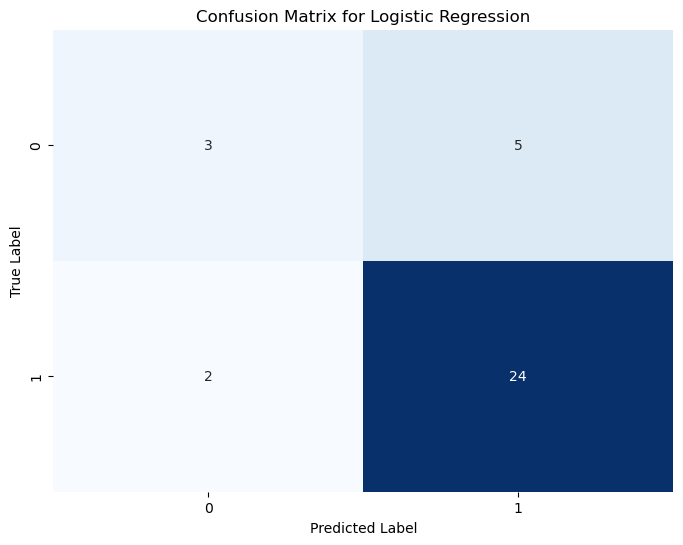 Confusion Matrix for Logistic Regression
0
3
5
True Label
1
2
24
0
1
Predicted Label